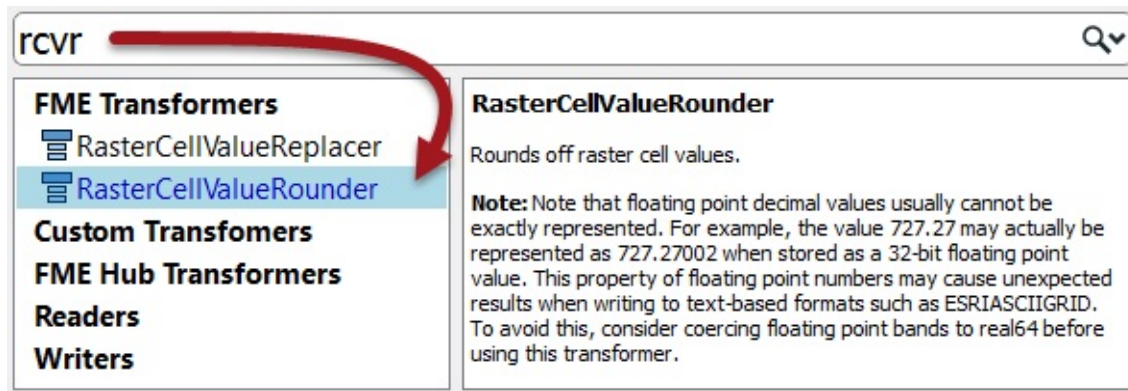 rcvr
FME Transformers
RasterCellValueReplacer
RasterCellValueRounder
Custom Transfomers
FME Hub Transformers
Readers
Writers
RasterCellValueRounder
Rounds off raster cell values.
Note: Note that floating point decimal values usually cannot be
exactly represented. For example, the value 727.27 may actually be
represented as 727.27002 when stored as a 32-bit floating point
value. This property of floating point numbers may cause unexpected
results when writing to text-based formats such as ESRIASCIIGRID.
To avoid this, consider coercing floating point bands to real64 before
using this transformer.